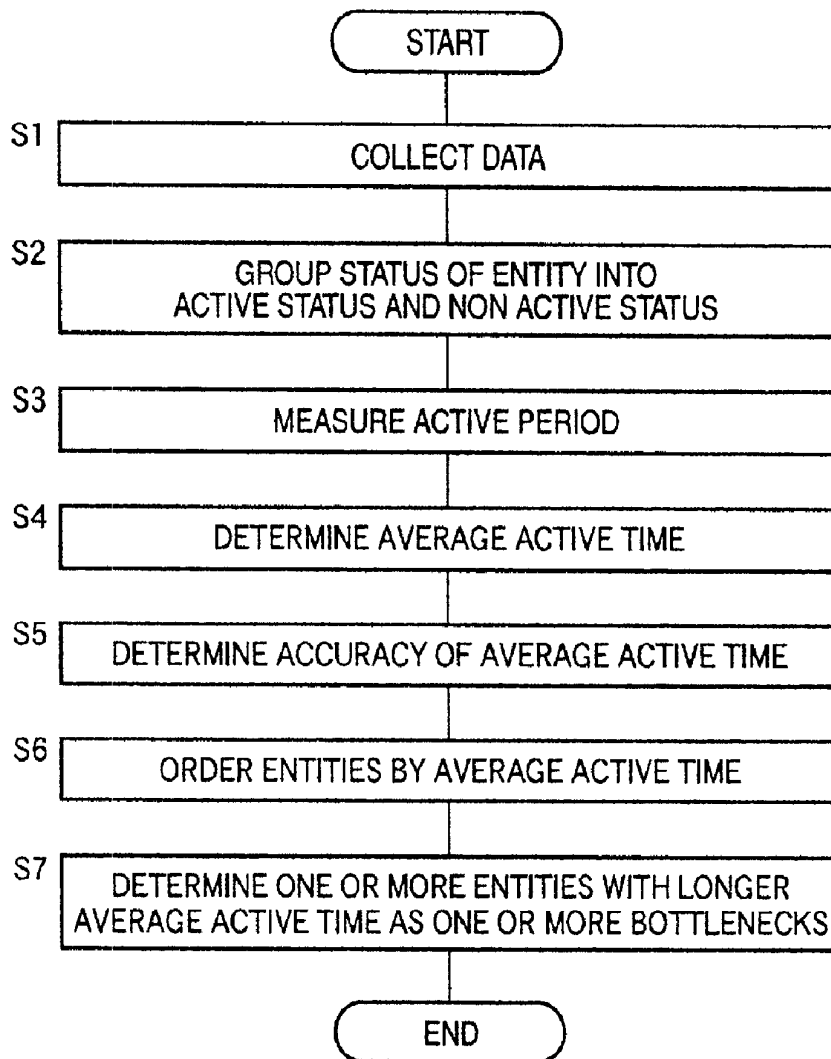 START
S1
COLLECT DATA
S2
GROUP STATUS OF ENTITY INTO
ACTIVE STATUS AND NON ACTIVE STATUS
S3
MEASURE ACTIVE PERIOD
S4
DETERMINE AVERAGE ACTIVE TIME
S5
DETERMINE ACCURACY OF AVERAGE ACTIVE TIME
S6
ORDER ENTITIES BY AVERAGE ACTIVE TIME
S7
DETERMINE ONE OR MORE ENTITIES WITH LONGER
AVERAGE ACTIVE TIME AS ONE OR MORE BOTTLENECKS
END